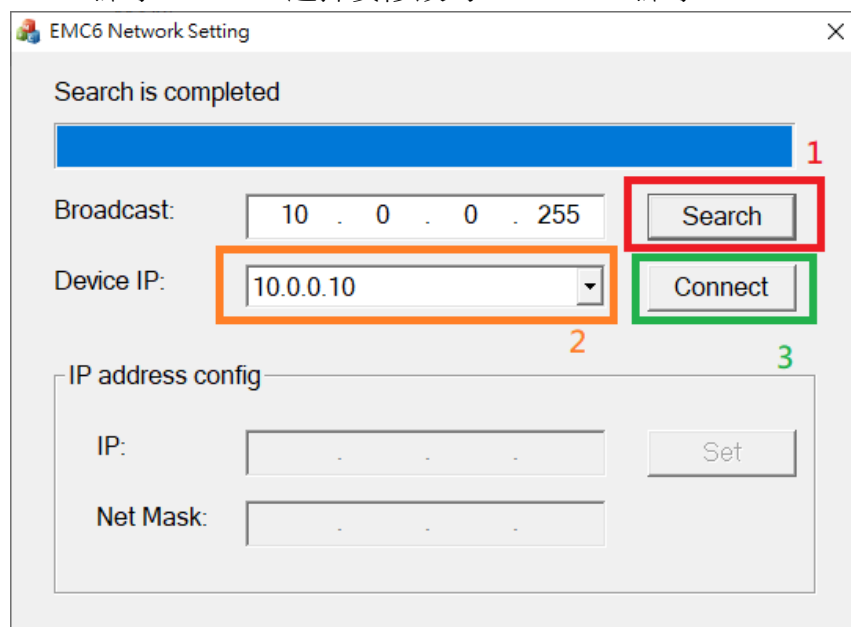 EMC6 Network Setting
Search is completed
1
Broadcast: 10 . 0 . 0 . 255 Search
Device IP: 10.0.0.10 Connect
2
3
IP address config
IP: . . . Set
Net Mask: . . .